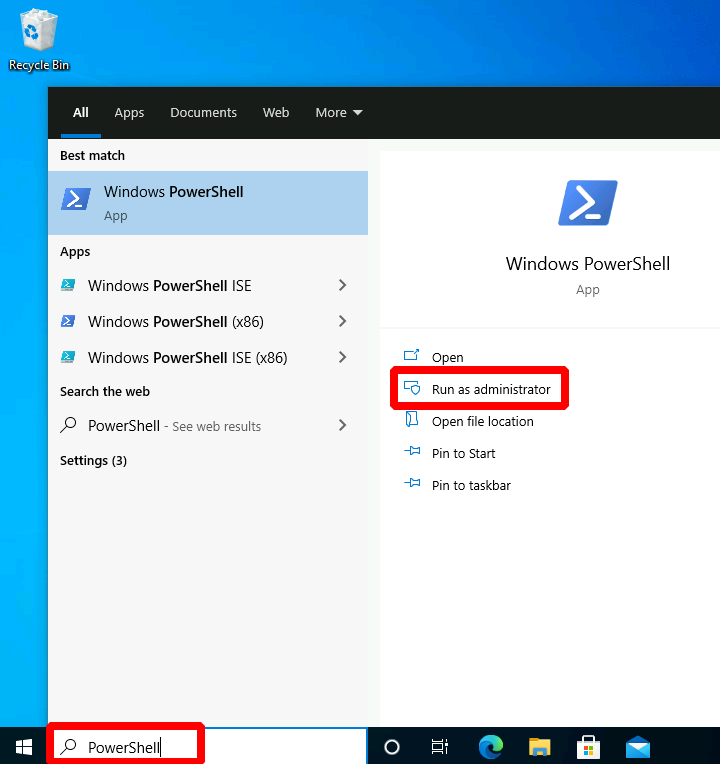 Recycle Bin
All Apps Documents Web More
Best match
Windows PowerShell
App
Apps
Windows PowerShell ISE
Windows PowerShell (x86)
Windows PowerShell ISE (x86)
Search the web
PowerShell - See web results
Settings (3)
Windows PowerShell
App
Open
Run as administrator
Open file location
Pin to Start
Pin to taskbar
PowerShell